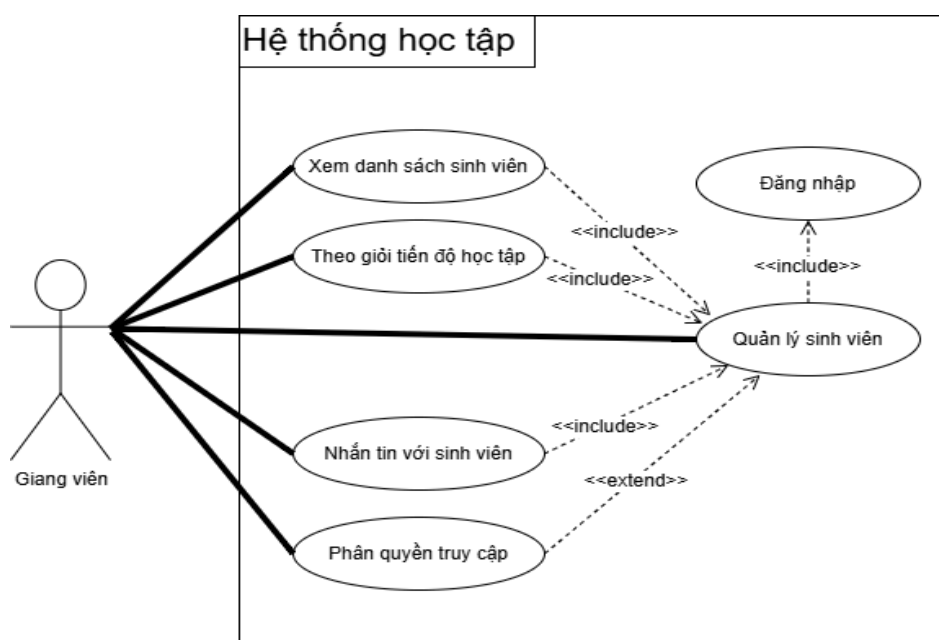 Hệ thống học tập
Xem danh sách sinh viên
Đăng nhập
<<include>>
Theo giỏi tiến độ học tập
<<include>>
<<include>>
Quản lý sinh viên
<<include>>
Nhắn tin với sinh viên
Giang viên
<<extend>>
Phân quyền truy cập